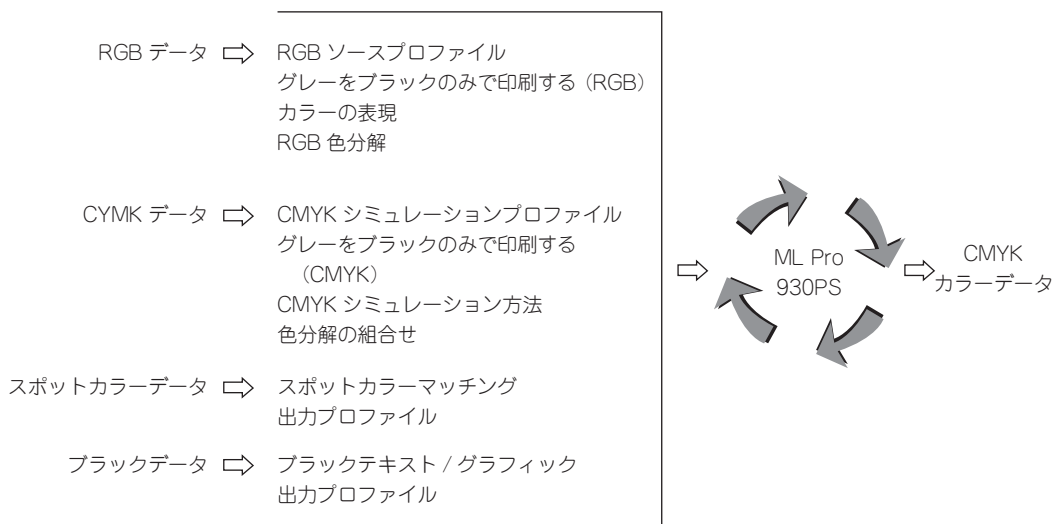 RGB データ
RGB ソースプロファイル
グレーをブラックのみで印刷する（RGB）
カラーの表現
RGB 色分解
CYMK データ
CMYK シミュレーションプロファイル
グレーをブラックのみで印刷する
（CMYK）
CMYK シミュレーション方法
色分解の組合せ
スポットカラーデータ
スポットカラーマッチング
出力プロファイル
ブラックデータ
ブラックテキスト / グラフィック
出力プロファイル
ML Pro
930PS
CMYK
カラーデータ